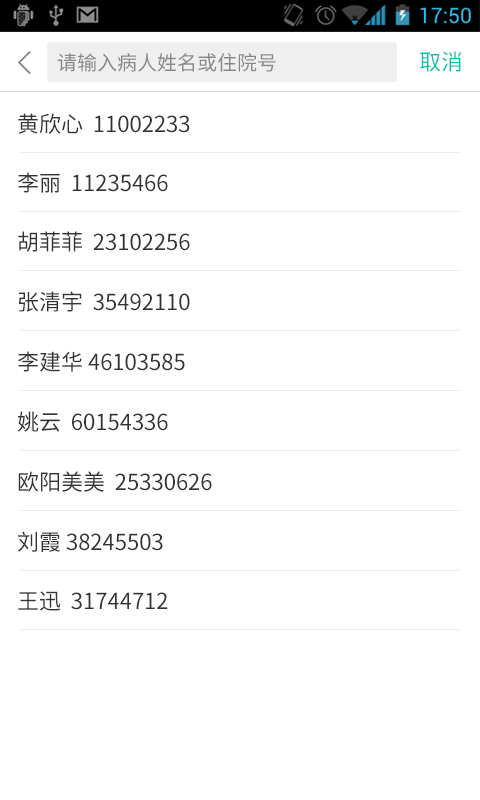 17:50
请输入病人姓名或住院号 取消
黄欣心 11002233
李丽 11235466
胡菲菲 23102256
张清宇 35492110
李建华 46103585
姚云 60154336
欧阳美美 25330626
刘霞 38245503
王迅 31744712